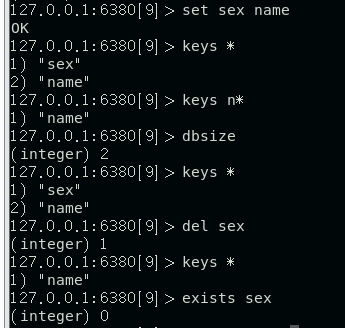 127.0.0.1:6380[9]> set sex name
OK
127.0.0.1:6380[9]> keys *
1) "sex"
2) "name"
127.0.0.1:6380[9]> keys n*
1) "name"
127.0.0.1:6380[9]> dbsize
(integer) 2
127.0.0.1:6380[9]> keys *
1) "sex"
2) "name"
127.0.0.1:6380[9]> del sex
(integer) 1
127.0.0.1:6380[9]> keys *
1) "name"
127.0.0.1:6380[9]> exists sex
(integer) 0